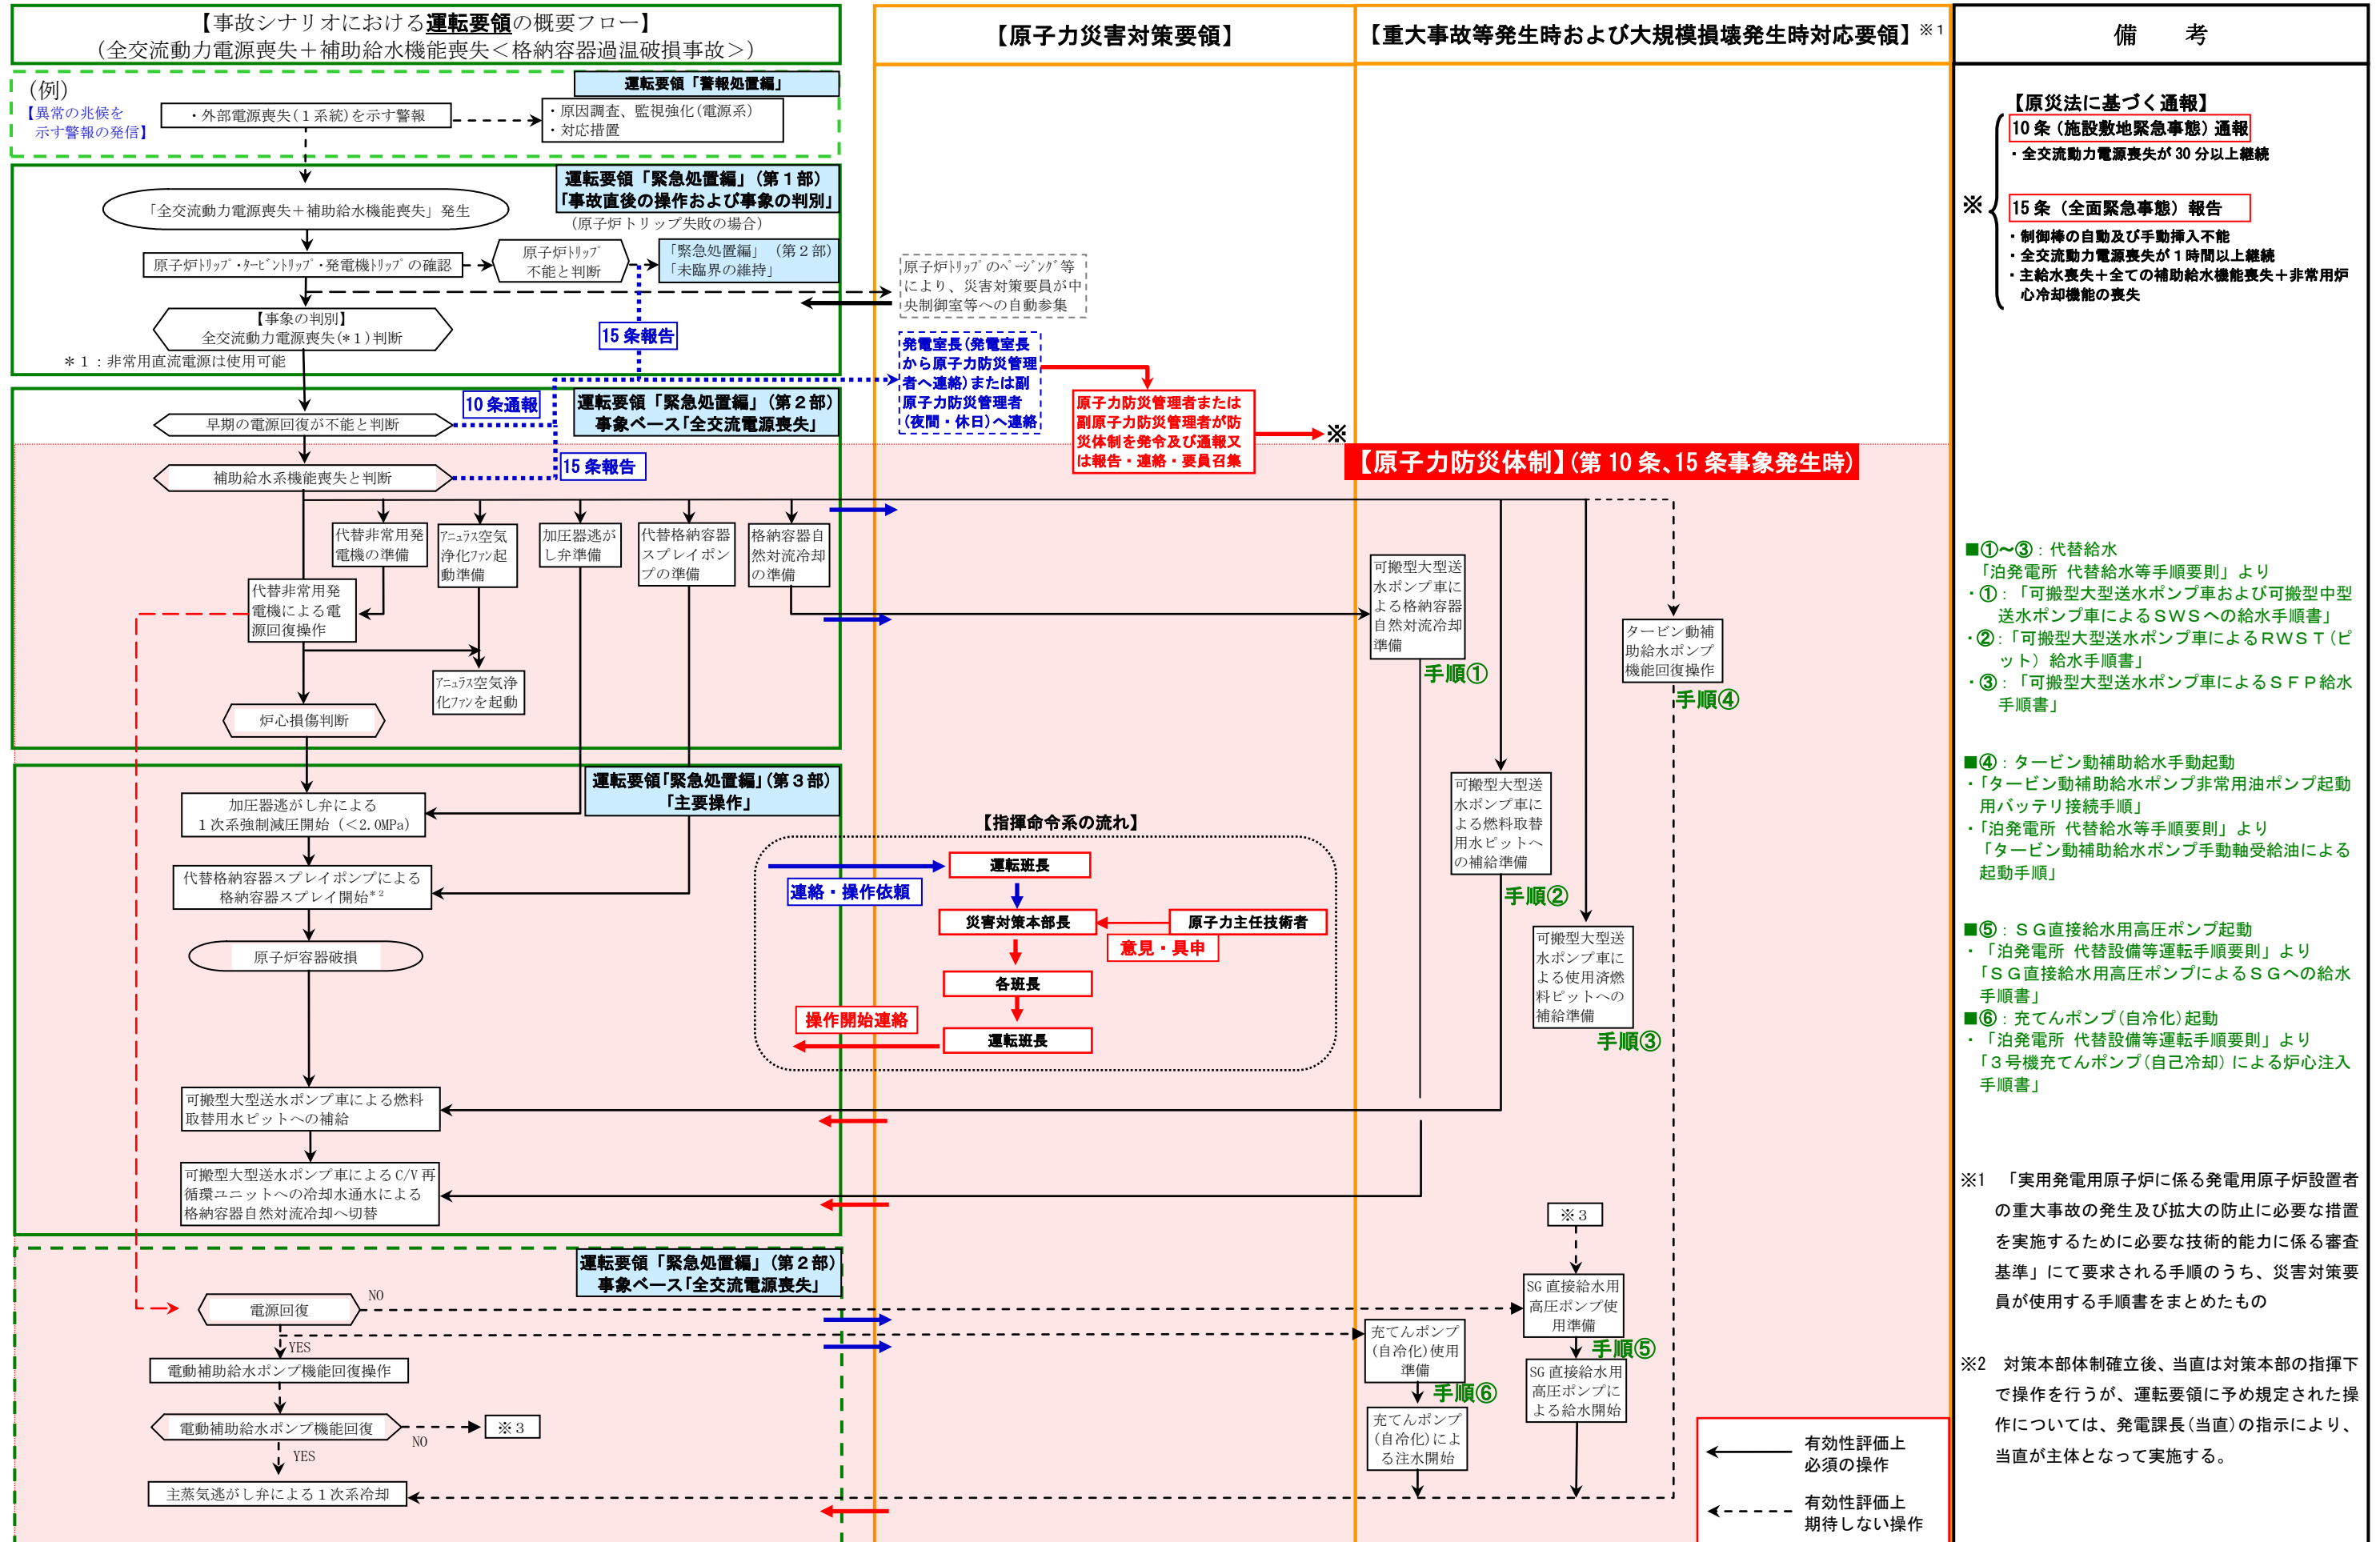 【事故シナリオにおける運転要領の概要フロー】
(全交流動力電源喪失＋補助給水機能喪失＜格納容器過温破損事故＞)
【原子力災害対策要領】
【重大事故等発生時および大規模損壊発生時対応要領】※1
備　考
(例)
【異常の兆候を
示す警報の発信】
・外部電源喪失(１系統)を示す警報
運転要領「警報処置編」
・原因調査、監視強化(電源系)
・対応措置
運転要領「緊急処置編」(第１部)
「事故直後の操作および事象の判別」
「全交流動力電源喪失＋補助給水機能喪失」発生
(原子炉トリップ失敗の場合)
原子炉ﾄﾘｯﾌﾟ･ﾀｰﾋﾞﾝﾄﾘｯﾌﾟ･発電機ﾄﾘｯﾌﾟの確認
原子炉ﾄﾘｯﾌﾟ
不能と判断
「緊急処置編」(第２部)
「未臨界の維持」
【事象の判別】
全交流動力電源喪失(*１)判断
＊１：非常用直流電源は使用可能
15条報告
原子炉ﾄﾘｯﾌﾟのﾍﾟｰｼﾞﾝｸﾞ等
により、災害対策要員が中
央制御室等への自動参集
発電室長(発電室長
から原子力防災管理
者へ連絡)または副
原子力防災管理者
(夜間・休日)へ連絡
原子力防災管理者または
副原子力防災管理者が防
災体制を発令及び通報又
は報告・連絡・要員召集
※
運転要領「緊急処置編」(第２部)
事象ベース「全交流電源喪失」
早期の電源回復が不能と判断
10条通報
補助給水系機能喪失と判断
15条報告
【原子力防災体制】(第10条、15条事象発生時)
代替非常用発
電機の準備
ｱﾆｭﾗｽ空気
浄化ﾌｧﾝ起
動準備
加圧器逃が
し弁準備
代替格納容器
スプレイポン
プの準備
格納容器自
然対流冷却
の準備
代替非常用発
電機による電
源回復操作
ｱﾆｭﾗｽ空気浄
化ﾌｧﾝを起動
炉心損傷判断
可搬型大型送
水ポンプ車に
よる格納容器
自然対流冷却
準備
手順①
タービン動補
助給水ポンプ
機能回復操作
手順④
運転要領「緊急処置編」(第３部)
「主要操作」
加圧器逃がし弁による
１次系強制減圧開始（＜2.0MPa）
代替格納容器スプレイポンプによる
格納容器スプレイ開始*2
原子炉容器破損
可搬型大型送
水ポンプ車に
よる燃料取替
用水ピットへ
の補給準備
手順②
可搬型大型送
水ポンプ車に
よる使用済燃
料ピットへの
補給準備
手順③
【指揮命令系の流れ】
運転班長
連絡・操作依頼
災害対策本部長
原子力主任技術者
意見・具申
各班長
操作開始連絡
運転班長
可搬型大型送水ポンプ車による燃料
取替用水ピットへの補給
可搬型大型送水ポンプ車によるC/V再
循環ユニットへの冷却水通水による
格納容器自然対流冷却へ切替
運転要領「緊急処置編」(第２部)
事象ベース「全交流電源喪失」
電源回復
NO
YES
電動補助給水ポンプ機能回復操作
電動補助給水ポンプ機能回復
NO
※３
YES
主蒸気逃がし弁による１次系冷却
※３
SG直接給水用
高圧ポンプ使
用準備
手順⑤
SG直接給水用
高圧ポンプに
よる給水開始
充てんポンプ
(自冷化)使用
準備
手順⑥
充てんポンプ
(自冷化)によ
る注水開始
有効性評価上
必須の操作
有効性評価上
期待しない操作
【原災法に基づく通報】
10条(施設敷地緊急事態)通報
・全交流動力電源喪失が30分以上継続
※
15条（全面緊急事態）報告
・制御棒の自動及び手動挿入不能
・全交流動力電源喪失が１時間以上継続
・主給水喪失＋全ての補助給水機能喪失＋非常用炉
心冷却機能の喪失
■①～③：代替給水
「泊発電所 代替給水等手順要則」より
・①：「可搬型大型送水ポンプ車および可搬型中型
送水ポンプ車によるＳＷＳへの給水手順書」
・②：「可搬型大型送水ポンプ車によるＲＷＳＴ(ピ
ット）給水手順書」
・③：「可搬型大型送水ポンプ車によるＳＦＰ給水
手順書」
■④：タービン動補助給水手動起動
・「タービン動補助給水ポンプ非常用油ポンプ起動
用バッテリ接続手順」
・「泊発電所 代替給水等手順要則」より
「タービン動補助給水ポンプ手動軸受給油による
起動手順」
■⑤：ＳＧ直接給水用高圧ポンプ起動
・「泊発電所 代替設備等運転手順要則」より
「ＳＧ直接給水用高圧ポンプによるＳＧへの給水
手順書」
■⑥：充てんポンプ(自冷化)起動
・「泊発電所 代替設備等運転手順要則」より
「３号機充てんポンプ(自己冷却)による炉心注入
手順書」
※1　「実用発電用原子炉に係る発電用原子炉設置者
の重大事故の発生及び拡大の防止に必要な措置
を実施するために必要な技術的能力に係る審査
基準」にて要求される手順のうち、災害対策要
員が使用する手順書をまとめたもの
※2　対策本部体制確立後、当直は対策本部の指揮下
で操作を行うが、運転要領に予め規定された操
作については、発電課長(当直)の指示により、
当直が主体となって実施する。